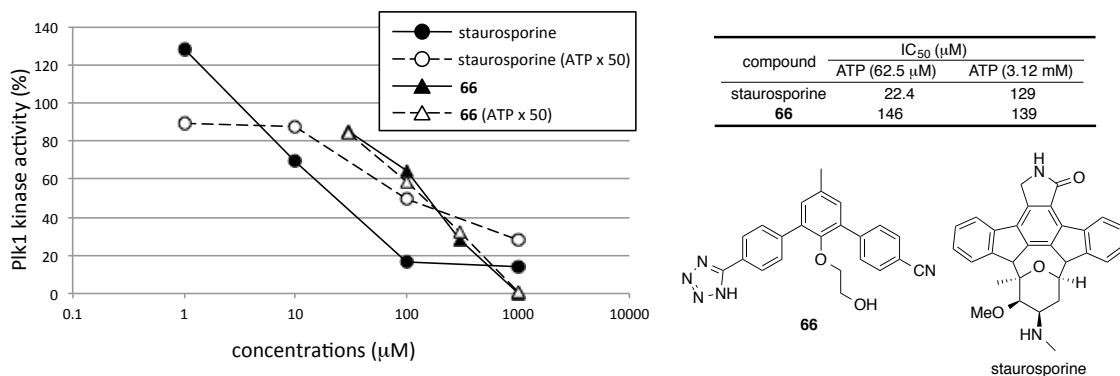 140
120
100
80
60
40
20
0
0.1 1 10 100 1000 10000
Plk1 kinase activity (%)
concentrations (μM)
staurosporine
staurosporine (ATP x 50)
66
66 (ATP x 50)
compound IC50 (μM)
ATP (62.5 μM) ATP (3.12 mM)
staurosporine 22.4 129
66 146 139
N
N
N
NH
O
OH
CN
66
H
N
O
O
H
MeO
HN
staurosporine